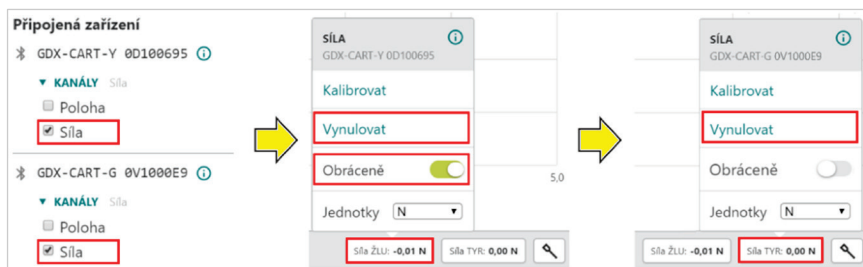 Připojená zařízení
GDX-CART-Y 0D100695
KANÁLY Síla
Poloha
Síla
GDX-CART-G 0V1000E9
KANÁLY Síla
Poloha
Síla
SÍLA
GDX-CART-Y 0D100695
Kalibrovat
Vynulovat
Obráceně
5,0
Jednotky N
Síla ŽLU: -0,01 N Síla TYR: 0,00 N
SÍLA
GDX-CART-G 0V1000E9
Kalibrovat
Vynulovat
Obráceně
Jednotky N
Síla ŽLU: -0,01 N Síla TYR: 0,00 N